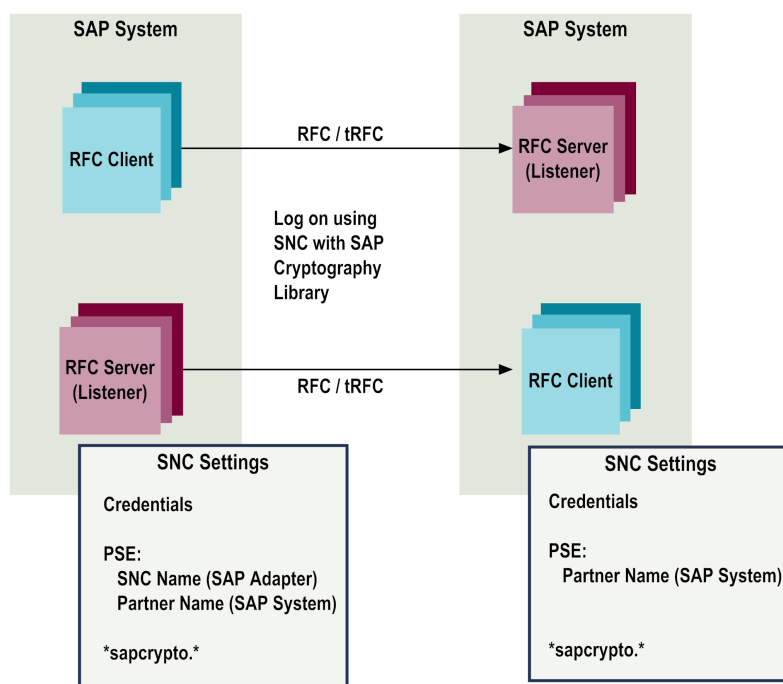 SAP System
SAP System
RFC Client
RFC / tRFC
RFC Server
(Listener)
Log on using
SNC with SAP
Cryptography
Library
RFC Server
(Listener)
RFC / tRFC
RFC Client
SNC Settings
Credentials
PSE:
SNC Name (SAP Adapter)
Partner Name (SAP System)
*sapcrypto.*
SNC Settings
Credentials
PSE:
Partner Name (SAP System)
*sapcrypto.*